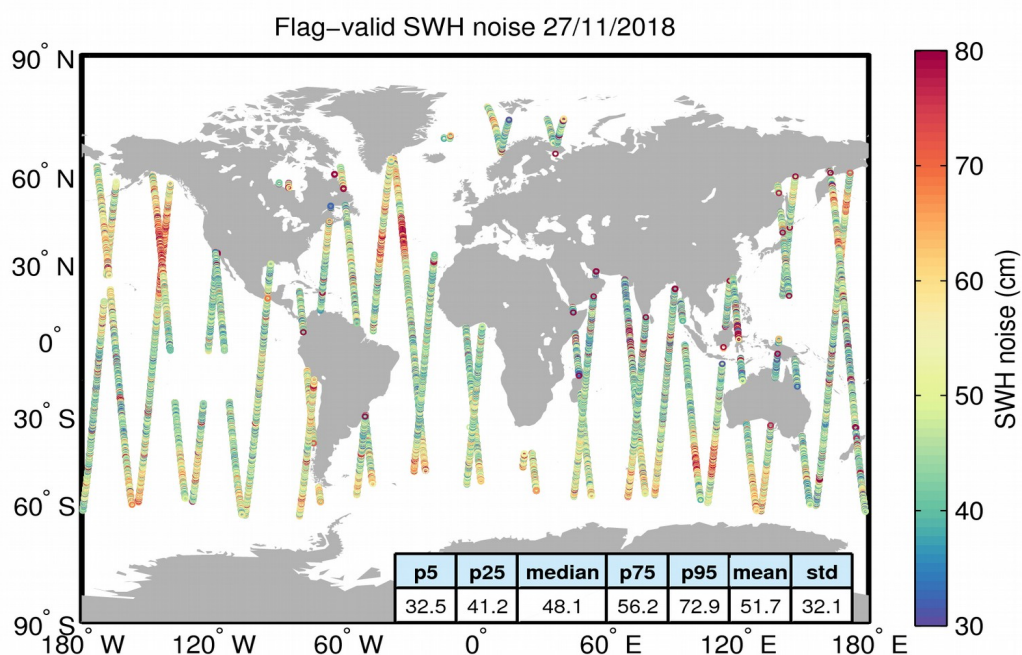 Flag−valid SWH noise 27/11/2018
90° N
60° N
30° N
0°
30° S
60° S
90° S
180° W
120° W
60° W
0°
60° E
120° E
180° E
80
70
60
50
40
30
SWH noise (cm)
p5 p25 median p75 p95 mean std
32.5 41.2 48.1 56.2 72.9 51.7 32.1